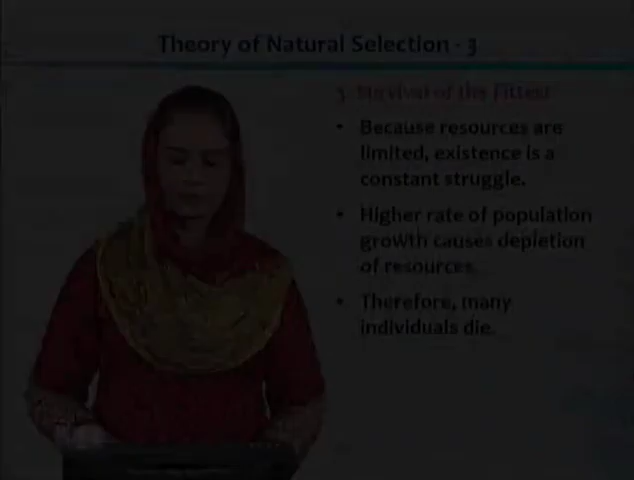 Theory of Natural Selection - 3
3. Survival of the Fittest
• Because resources are
limited, existence is a
constant struggle.
• Higher rate of population
growth causes depletion
of resources.
• Therefore, many
individuals die.